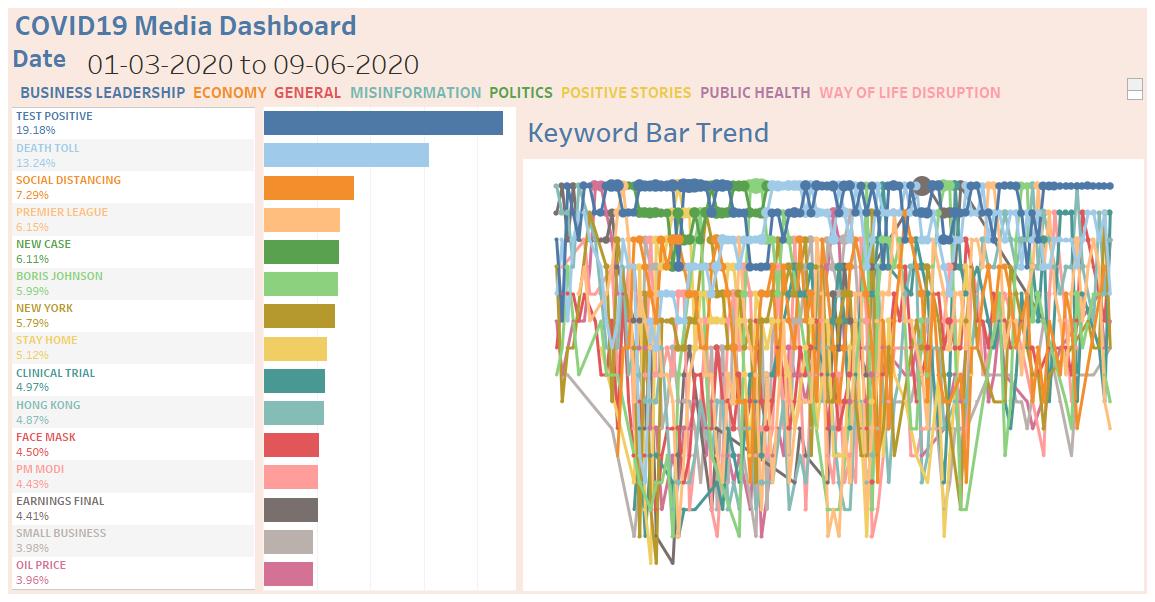 COVID19 Media Dashboard
Date 01-03-2020 to 09-06-2020
BUSINESS LEADERSHIP ECONOMY GENERAL MISINFORMATION POLITICS POSITIVE STORIES PUBLIC HEALTH WAY OF LIFE DISRUPTION
TEST POSITIVE
19.18%
DEATH TOLL
13.24%
SOCIAL DISTANCING
7.29%
PREMIER LEAGUE
6.15%
NEW CASE
6.11%
BORIS JOHNSON
5.99%
NEW YORK
5.79%
STAY HOME
5.12%
CLINICAL TRIAL
4.97%
HONG KONG
4.87%
FACE MASK
4.50%
PM MODI
4.43%
EARNINGS FINAL
4.41%
SMALL BUSINESS
3.98%
OIL PRICE
3.96%
Keyword Bar Trend